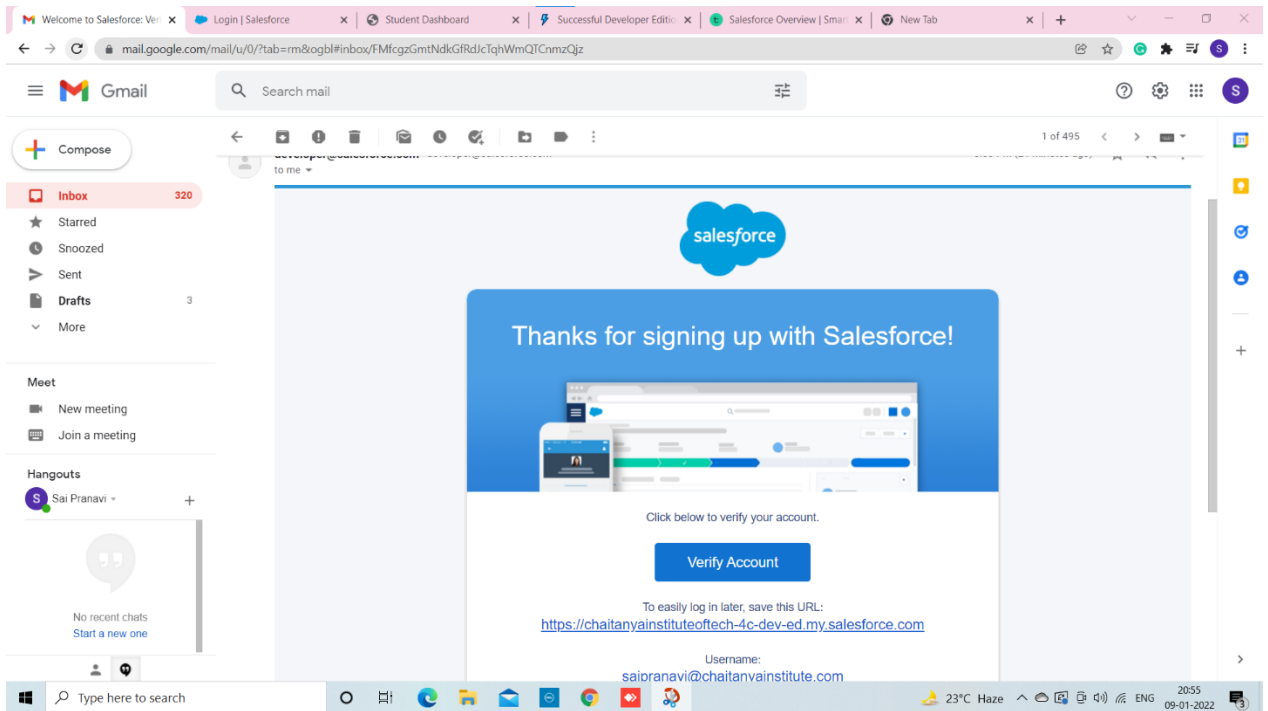 Welcome to Salesforce: Veri
Login | Salesforce
Student Dashboard
Successful Developer Editio
Salesforce Overview | Smar
New Tab
mail.google.com/mail/u/0/?tab=rm&ogbl#inbox/FMfcgzGmtNdkGfRdJcTqhWmQTCnmzQjz
S
Gmail
Search mail
S
Compose
1 of 495
to me
Inbox 320
Starred
Snoozed
Sent
Drafts 3
More
Meet
New meeting
Join a meeting
Hangouts
S Sai Pranavi
No recent chats
Start a new one
31
salesforce
Thanks for signing up with Salesforce!
Click below to verify your account.
Verify Account
To easily log in later, save this URL:
https://chaitanyainstituteoftech-4c-dev-ed.my.salesforce.com
Username:
saipranavi@chaitanyainstitute.com
Type here to search
23°C Haze
ENG
20:55
09-01-2022
3